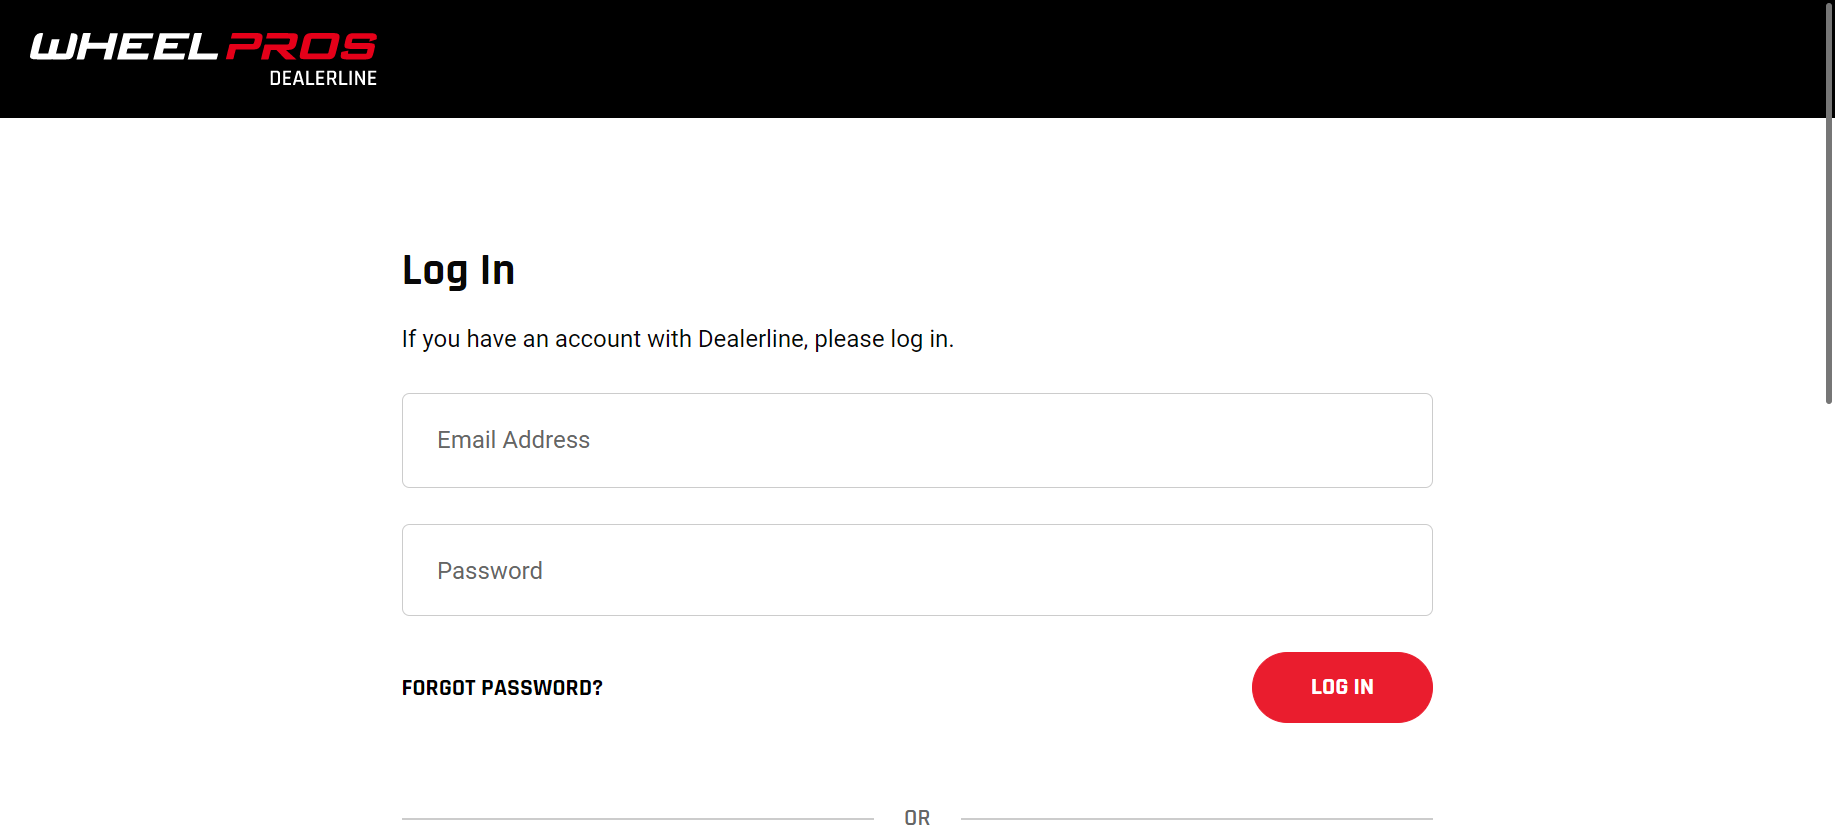 WHEEL PROS
DEALERLINE
Log In
If you have an account with Dealerline, please log in.
Email Address
Password
FORGOT PASSWORD?
LOG IN
OR